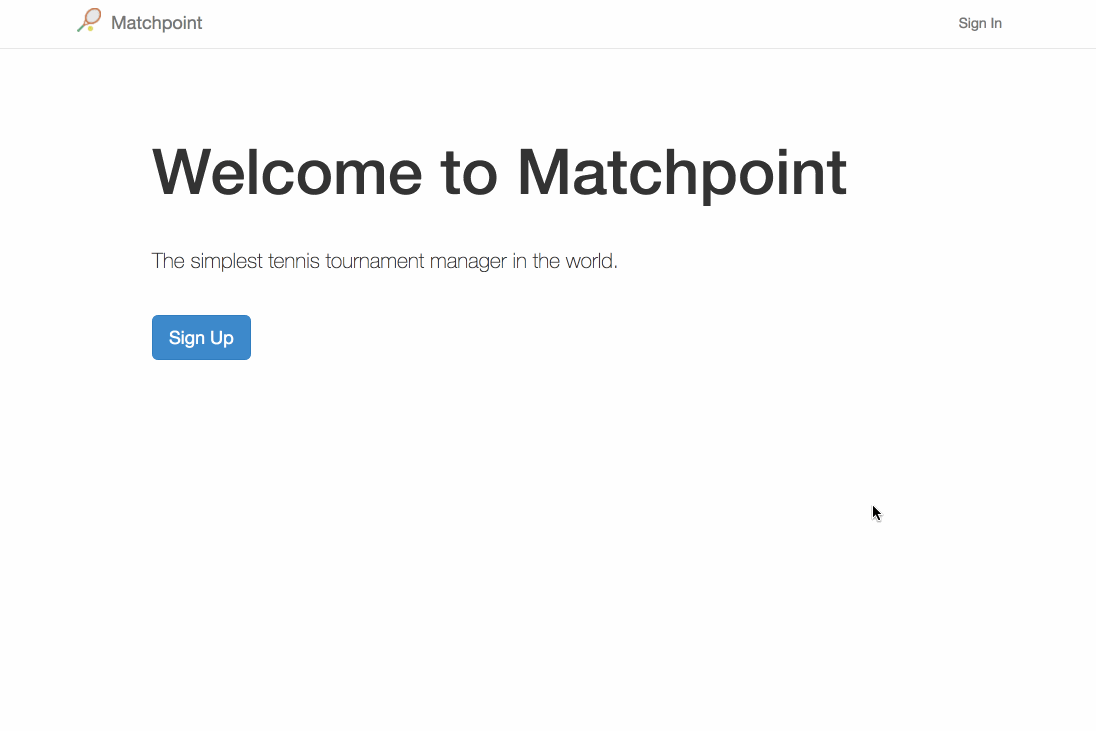 Matchpoint
Sign In
Welcome to Matchpoint
The simplest tennis tournament manager in the world.
Sign Up